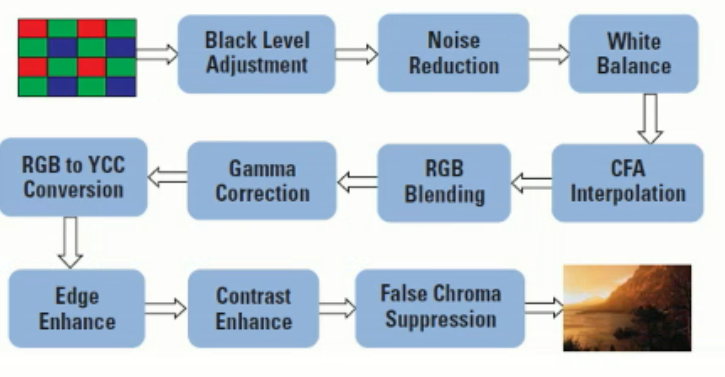 Black Level
Adjustment
Noise
Reduction
White
Balance
CFA
Interpolation
RGB
Blending
Gamma
Correction
RGB to YCC
Conversion
Edge
Enhance
Contrast
Enhance
False Chroma
Suppression